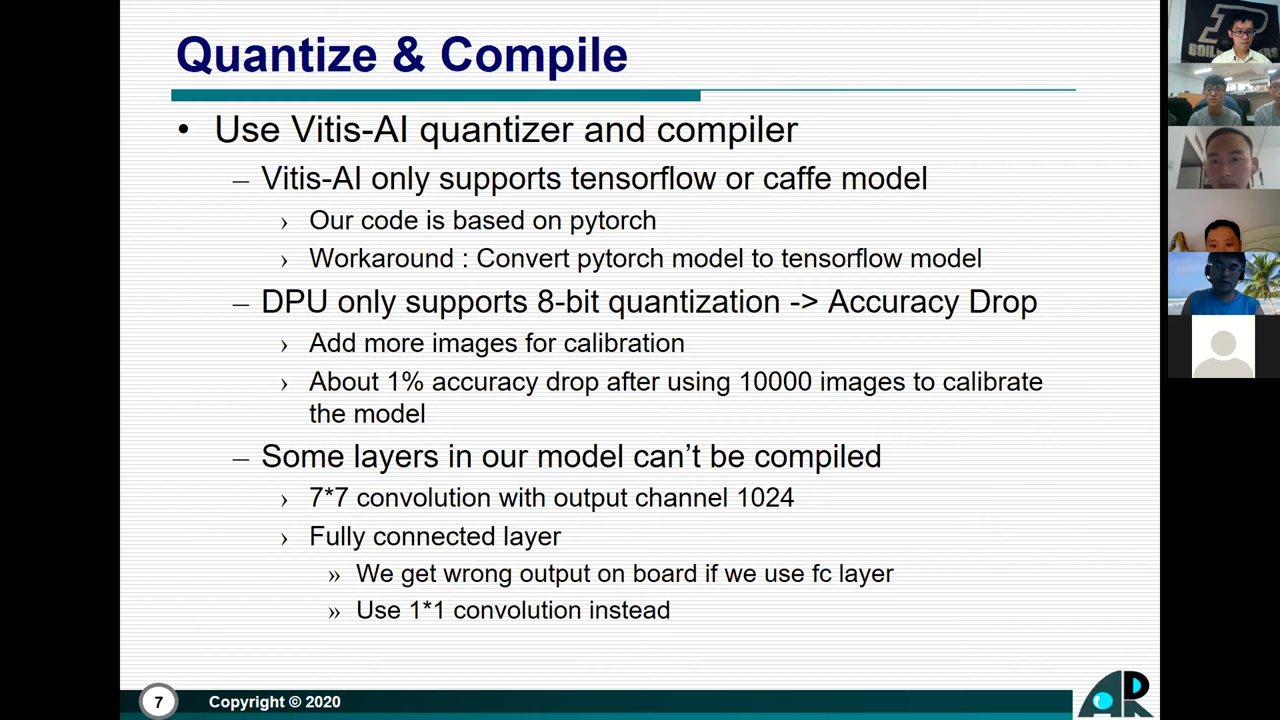 Quantize & Compile
• Use Vitis-AI quantizer and compiler
– Vitis-AI only supports tensorflow or caffe model
› Our code is based on pytorch
› Workaround : Convert pytorch model to tensorflow model
– DPU only supports 8-bit quantization -> Accuracy Drop
› Add more images for calibration
› About 1% accuracy drop after using 10000 images to calibrate
the model
– Some layers in our model can’t be compiled
› 7*7 convolution with output channel 1024
› Fully connected layer
» We get wrong output on board if we use fc layer
» Use 1*1 convolution instead
7
Copyright © 2020